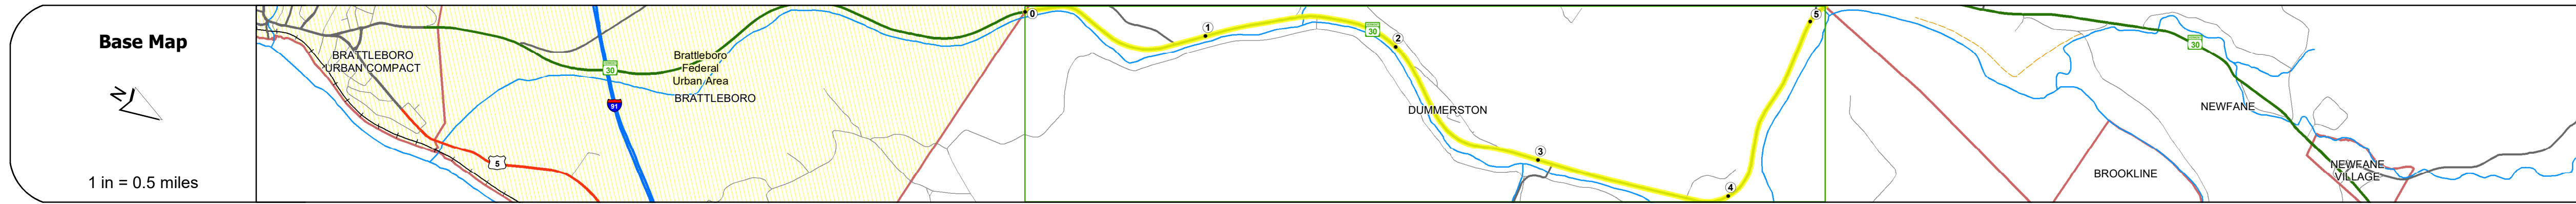 Base Map
N
1 in = 0.5 miles
BRATTLEBORO
URBAN COMPACT
5
30
91
Brattleboro
Federal
Urban Area
BRATTLEBORO
0
1
30
2
DUMMERSTON
3
4
5
30
NEWFANE
BROOKLINE
NEWFANE
VILLAGE